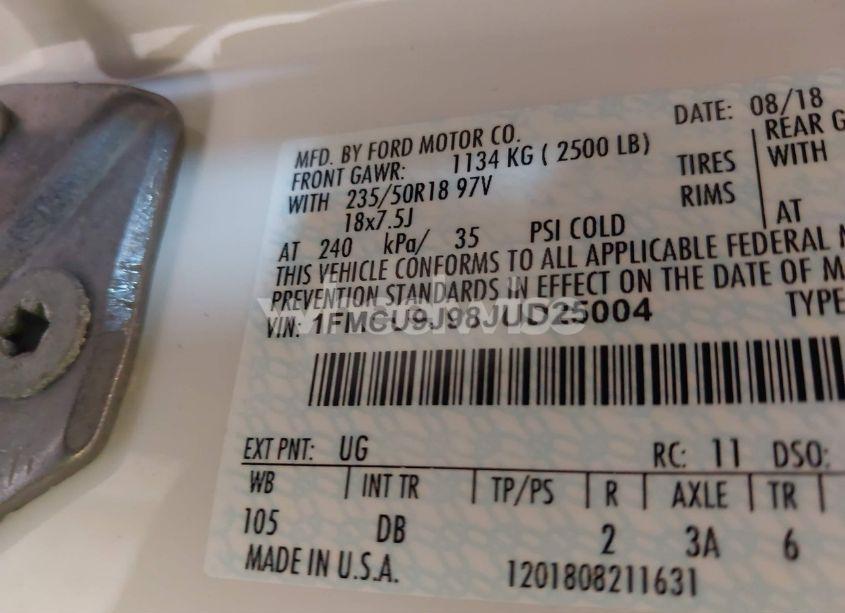 DATE: 08/18
MFD. BY FORD MOTOR CO.
FRONT GAWR: 1134 KG ( 2500 LB)
REAR G
WITH 235/50R18 97V TIRES WITH
18x7.5J RIMS
AT 240 kPa/ 35 PSI COLD AT
THIS VEHICLE CONFORMS TO ALL APPLICABLE FEDERAL
PREVENTION STANDARDS IN EFFECT ON THE DATE OF M
VIN: 1FMCU9J98JUD25004 TYPE
EXT PNT: UG RC: 11 DSO:
WB INT TR TP/PS R AXLE TR
105 DB 2 3A 6
MADE IN U.S.A. 1201808211631